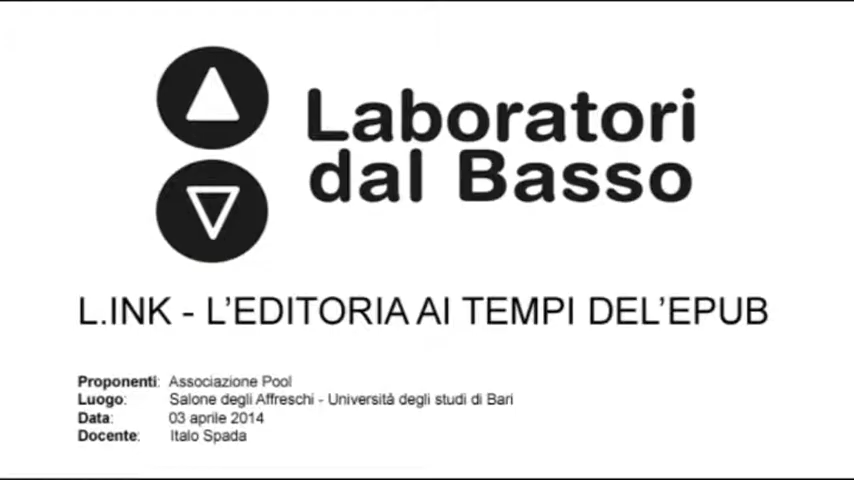 Laboratori
dal Basso
L.INK - L'EDITORIA AI TEMPI DEL'EPUB
Proponenti: Associazione Pool
Luogo: Salone degli Affreschi - Università degli studi di Bari
Data: 03 aprile 2014
Docente: Italo Spada